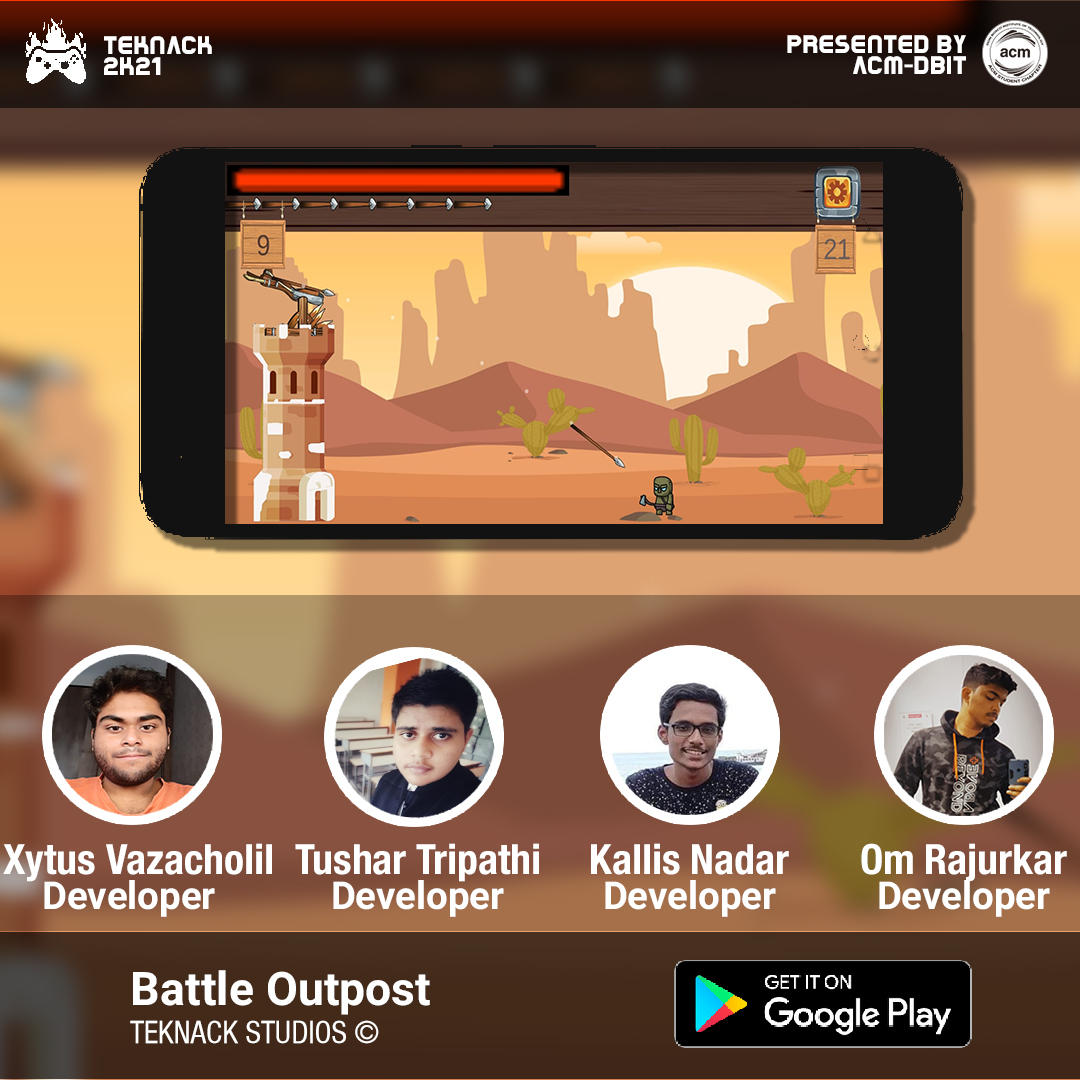 TEKNACK
2K21
PRESENTED BY
ACM-DBIT
acm
ACM STUDENT CHAPTER
9
21
Xytus Vazacholil
Developer
Tushar Tripathi
Developer
Kallis Nadar
Developer
Om Rajurkar
Developer
Battle Outpost
TEKNACK STUDIOS ©
GET IT ON
Google Play